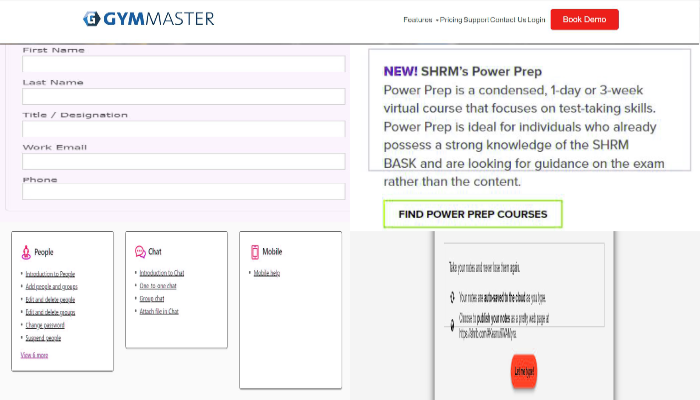 GYMMASTER
Features Pricing Support Contact Us Login
Book Demo
First Name
Last Name
Title / Designation
Work Email
Phone
NEW! SHRM's Power Prep
Power Prep is a condensed, 1-day or 3-week
virtual course that focuses on test-taking skills.
Power Prep is ideal for individuals who already
possess a strong knowledge of the SHRM
BASK and are looking for guidance on the exam
rather than the content.
FIND POWER PREP COURSES
People
Introduction to People
Add people and groups
Edit and delete people
Edit and delete groups
Change password
Suspend people
View 6 more
Chat
Introduction to Chat
One-to-one chat
Group chat
Attach file in Chat
Mobile
Mobile help
Take your notes and never lose them again.
Your notes are auto-saved to the cloud as you type.
Choose to publish your notes as a pretty web page at